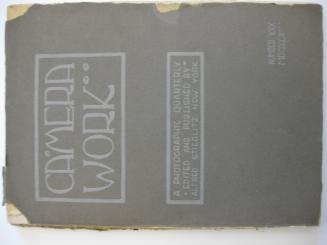 CAMERA
WORK
A PHOTOGRAPHIC QUARTERLY
EDITED AND PUBLISHED BY
ALFRED STIEGLITZ NEW YORK